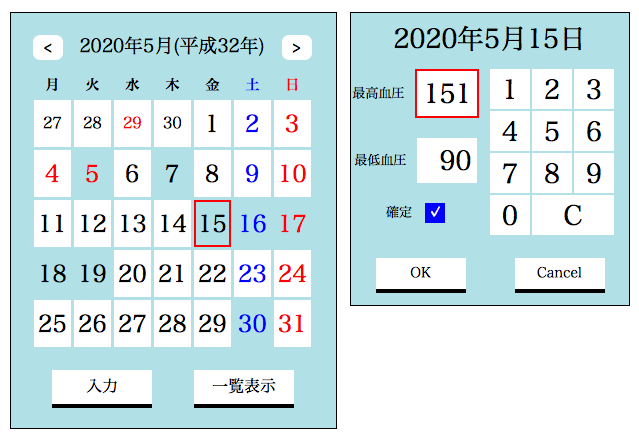 < 2020年5月(平成32年) >
月 火 水 木 金 土 日
27 28 29 30 1 2 3
4 5 6 7 8 9 10
11 12 13 14 15 16 17
18 19 20 21 22 23 24
25 26 27 28 29 30 31
入力 一覧表示
2020年5月15日
最高血圧 151
最低血圧 90
確定 ✓
1 2 3
4 5 6
7 8 9
0 C
OK Cancel